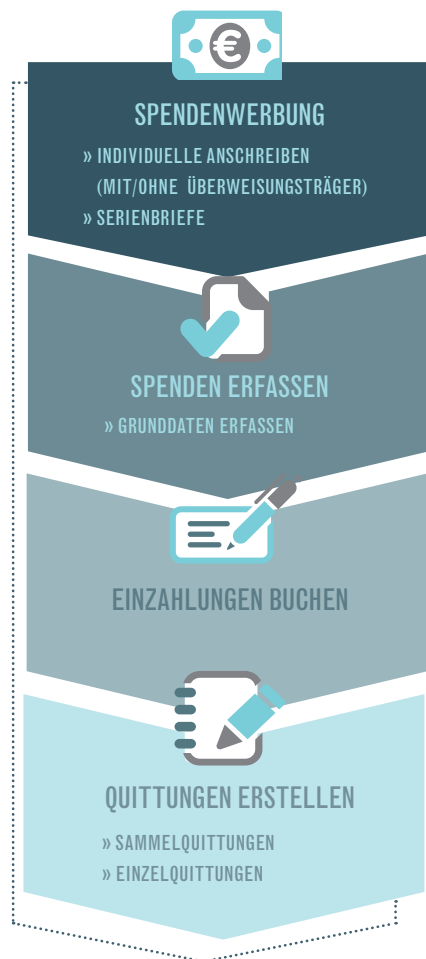 €
SPENDENWERBUNG
» INDIVIDUELLE ANSCHREIBEN
(MIT/OHNE ÜBERWEISUNGSTRÄGER)
» SERIENBRIEFE
SPENDEN ERFASSEN
» GRUNDDATEN ERFASSEN
EINZAHLUNGEN BUCHEN
QUITTUNGEN ERSTELLEN
» SAMMELQUITTUNGEN
» EINZELQUITTUNGEN